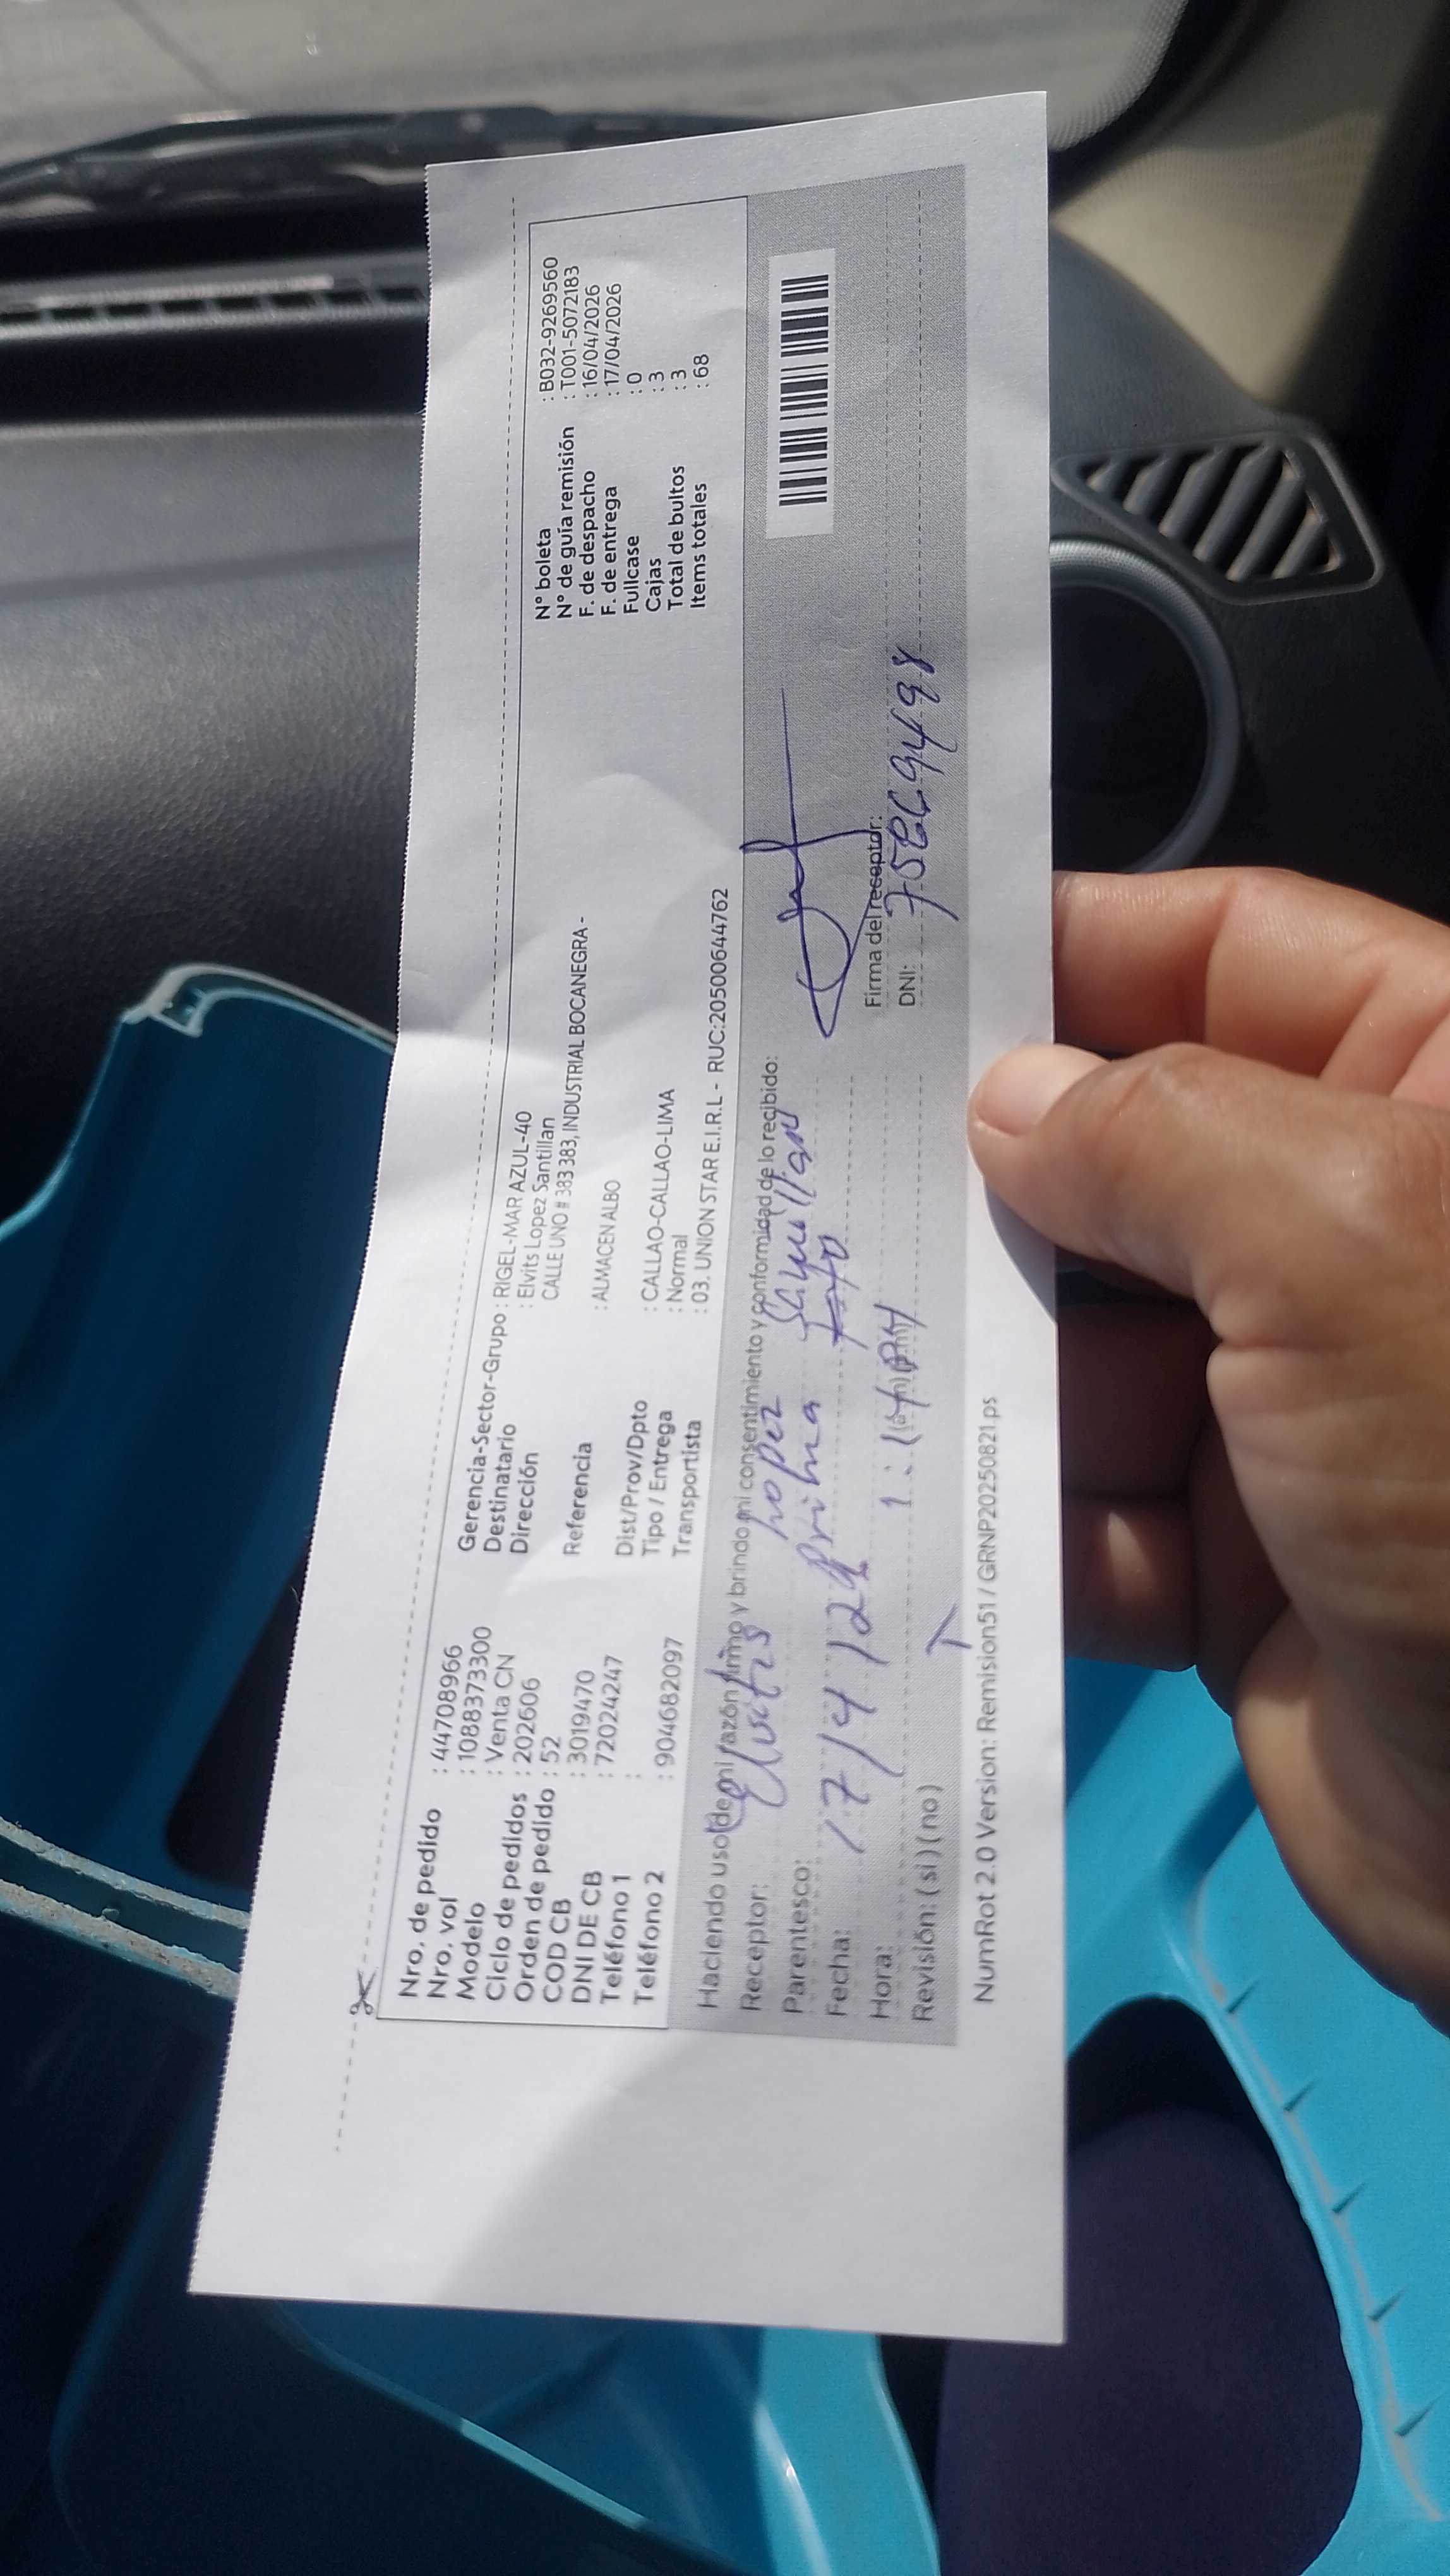 Nro. de pedido : 44708966
Nro. vol : 1088373300
Modelo : Venta CN
Ciclo de pedidos : 202606
Orden de pedido : 52
COD CB : 3019470
DNI DE CB : 72024247
Teléfono 1 :
Teléfono 2 : 904682097
Gerencia-Sector-Grupo : RIGEL-MAR AZUL-40
Destinatario : Elvits Lopez Santillan
Dirección CALLE UNO # 383 383, INDUSTRIAL BOCANEGRA -
Referencia : ALMACEN ALBO
Dist/Prov/Dpto : CALLAO-CALLAO-LIMA
Tipo / Entrega : Normal
Transportista : 03. UNION STAR E.I.R.L - RUC:20500644762
N° boleta : B032-9269560
N° de guía remisión : T001-5072183
F. de despacho : 16/04/2026
F. de entrega : 17/04/2026
Fullcase : 0
Cajas : 3
Total de bultos : 3
Items totales : 68
Haciendo uso de mi razón firmo y brindo mi consentimiento y conformidad de lo recibido:
Receptor: Elvits Lopez
Parentesco: Prima
Fecha: 17/4/2
Hora:
Revisión: ( si ) ( no )
Firma del receptor:
DNI:
NumRot 2.0 Version: Remision51 / GRNP20250821.ps